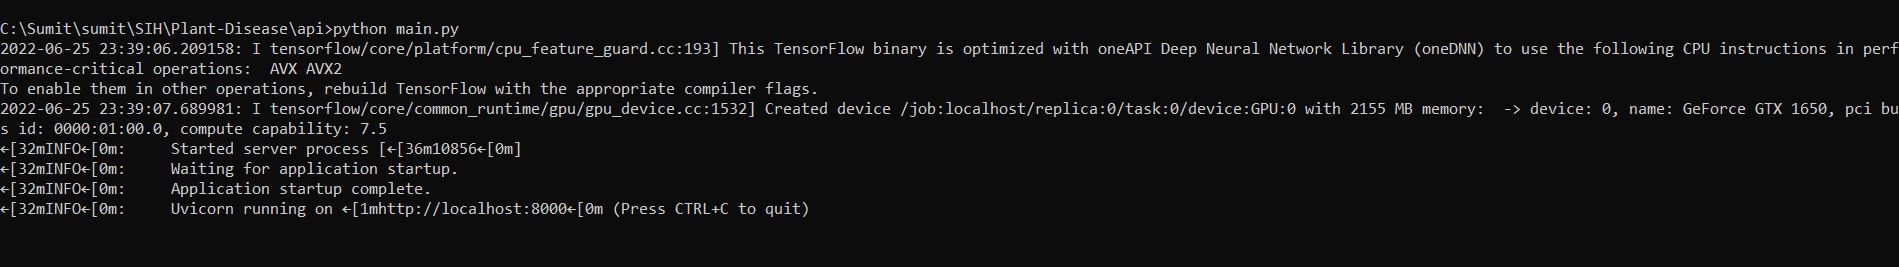 C:\Sumit\sumit\SIH\Plant-Disease\api>python main.py
2022-06-25 23:39:06.209158: I tensorflow/core/platform/cpu_feature_guard.cc:193] This TensorFlow binary is optimized with oneAPI Deep Neural Network Library (oneDNN) to use the following CPU instructions in perf
ormance-critical operations:  AVX AVX2
To enable them in other operations, rebuild TensorFlow with the appropriate compiler flags.
2022-06-25 23:39:07.689981: I tensorflow/core/common_runtime/gpu/gpu_device.cc:1532] Created device /job:localhost/replica:0/task:0/device:GPU:0 with 2155 MB memory:  -> device: 0, name: GeForce GTX 1650, pci bu
s id: 0000:01:00.0, compute capability: 7.5
←[32mINFO←[0m:     Started server process [←[36m10856←[0m]
←[32mINFO←[0m:     Waiting for application startup.
←[32mINFO←[0m:     Application startup complete.
←[32mINFO←[0m:     Uvicorn running on ←[1mhttp://localhost:8000←[0m (Press CTRL+C to quit)